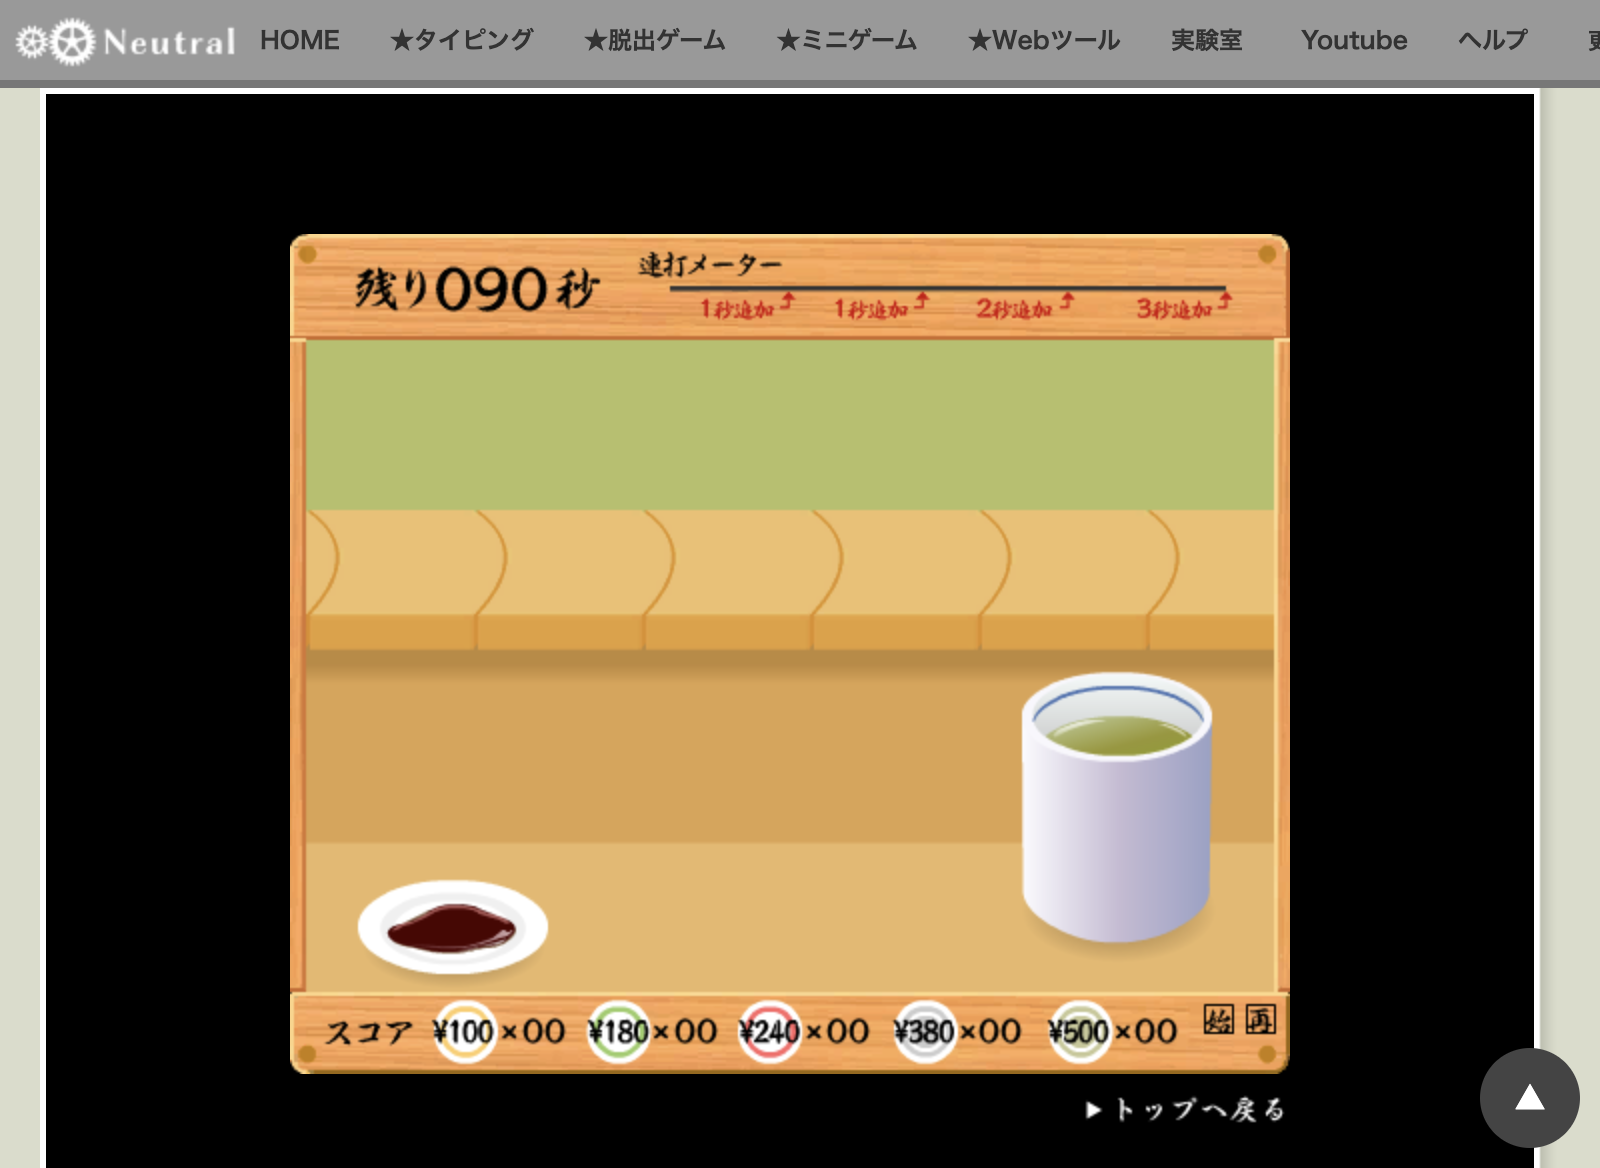 Neutral HOME ★タイピング ★脱出ゲーム ★ミニゲーム ★Webツール 実験室 Youtube ヘルプ
残り090秒
連打メーター
1秒追加 1秒追加 2秒追加 3秒追加
スコア ¥100×00 ¥180×00 ¥240×00 ¥380×00 ¥500×00 始 再
▶トップへ戻る